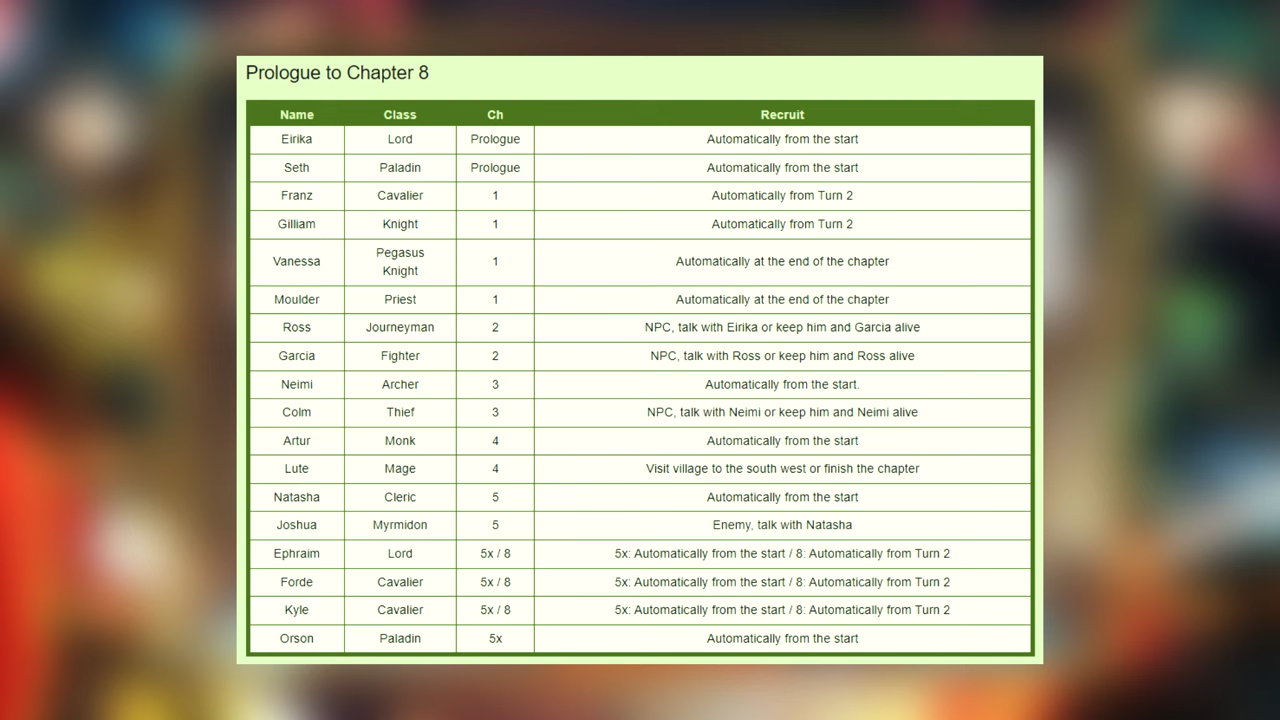 Prologue to Chapter 8
Name Class Ch Recruit
Eirika Lord Prologue Automatically from the start
Seth Paladin Prologue Automatically from the start
Franz Cavalier 1 Automatically from Turn 2
Gilliam Knight 1 Automatically from Turn 2
Vanessa Pegasus Knight 1 Automatically at the end of the chapter
Moulder Priest 1 Automatically at the end of the chapter
Ross Journeyman 2 NPC, talk with Eirika or keep him and Garcia alive
Garcia Fighter 2 NPC, talk with Ross or keep him and Ross alive
Neimi Archer 3 Automatically from the start.
Colm Thief 3 NPC, talk with Neimi or keep him and Neimi alive
Artur Monk 4 Automatically from the start
Lute Mage 4 Visit village to the south west or finish the chapter
Natasha Cleric 5 Automatically from the start
Joshua Myrmidon 5 Enemy, talk with Natasha
Ephraim Lord 5x / 8 5x: Automatically from the start / 8: Automatically from Turn 2
Forde Cavalier 5x / 8 5x: Automatically from the start / 8: Automatically from Turn 2
Kyle Cavalier 5x / 8 5x: Automatically from the start / 8: Automatically from Turn 2
Orson Paladin 5x Automatically from the start